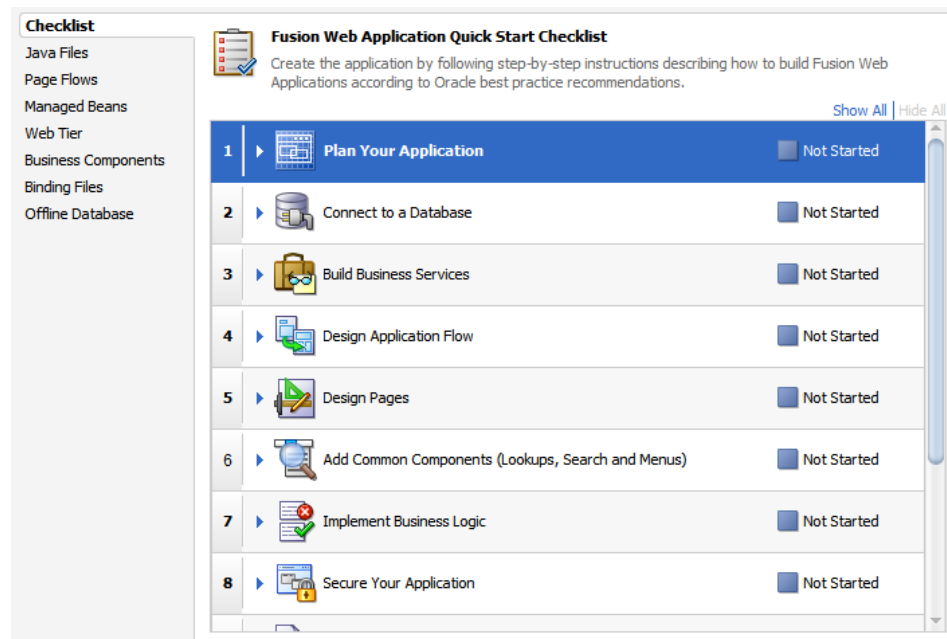 Checklist
Java Files
Page Flows
Managed Beans
Web Tier
Business Components
Binding Files
Offline Database
Fusion Web Application Quick Start Checklist
Create the application by following step-by-step instructions describing how to build Fusion Web
Applications according to Oracle best practice recommendations.
Show All | Hide All
1 Plan Your Application Not Started
2 Connect to a Database Not Started
3 Build Business Services Not Started
4 Design Application Flow Not Started
5 Design Pages Not Started
6 Add Common Components (Lookups, Search and Menus) Not Started
7 Implement Business Logic Not Started
8 Secure Your Application Not Started